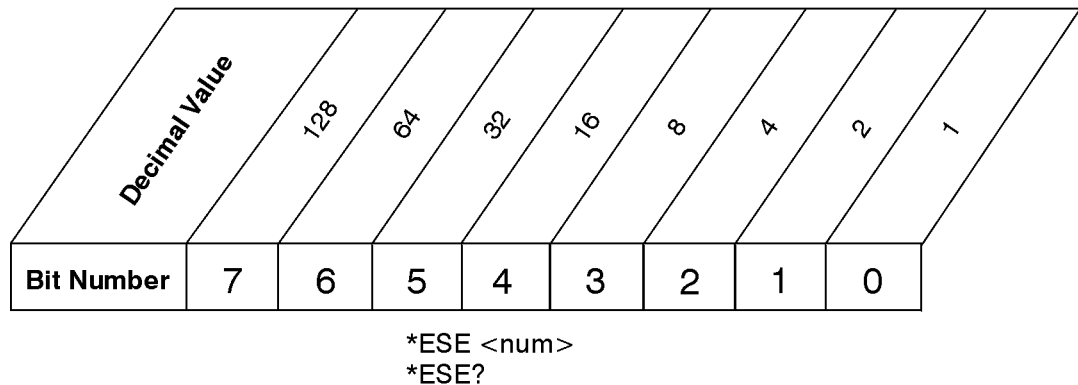 Decimal Value 128 64 32 16 8 4 2 1
Bit Number 7 6 5 4 3 2 1 0
*ESE <num>
*ESE?